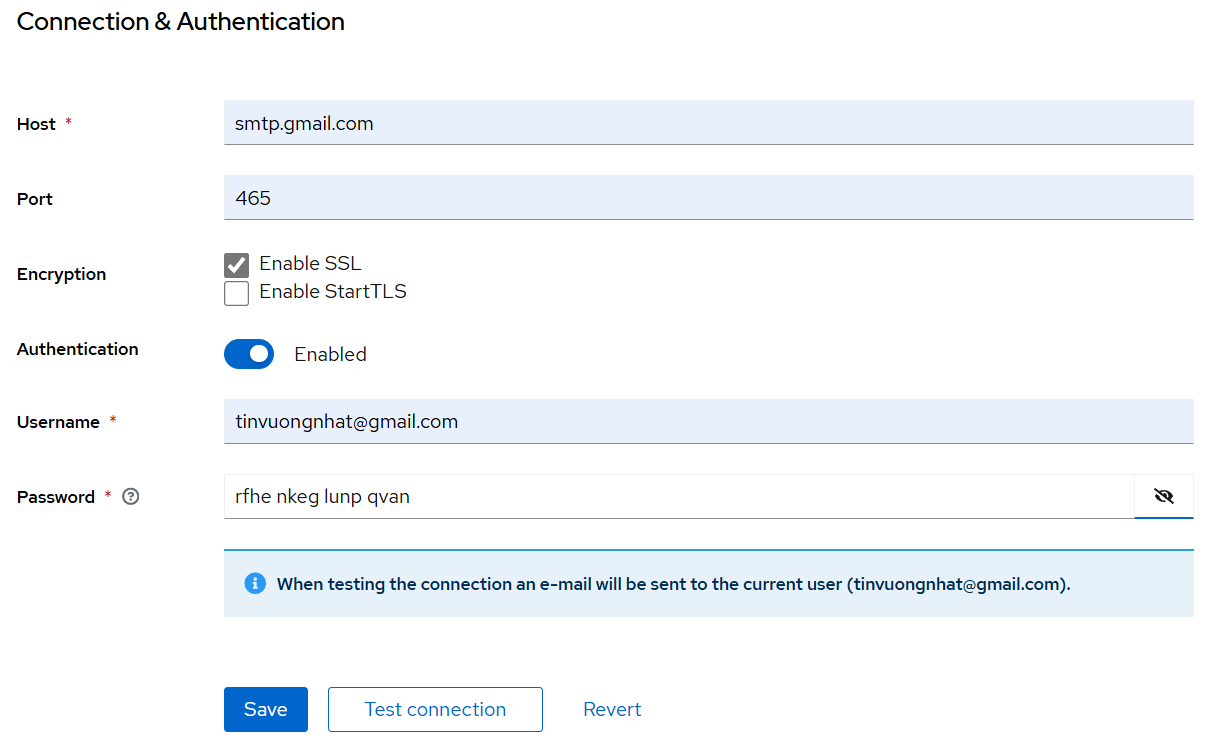 Connection & Authentication
Host *
smtp.gmail.com
Port
465
Encryption
Enable SSL
Enable StartTLS
Authentication
Enabled
Username *
tinvuongnhat@gmail.com
Password *
rfhe nkeg lunp qvan
When testing the connection an e-mail will be sent to the current user (tinvuongnhat@gmail.com).
Save
Test connection
Revert